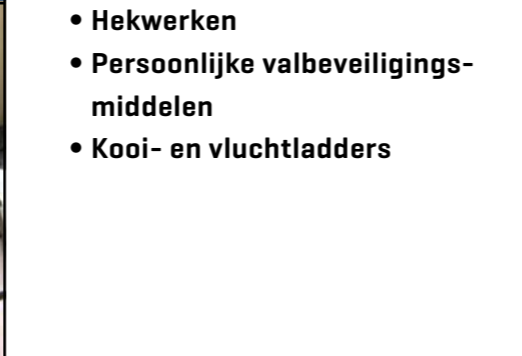 • Hekwerken
• Persoonlijke valbeveiligings-
middelen
• Kooi- en vluchtladders